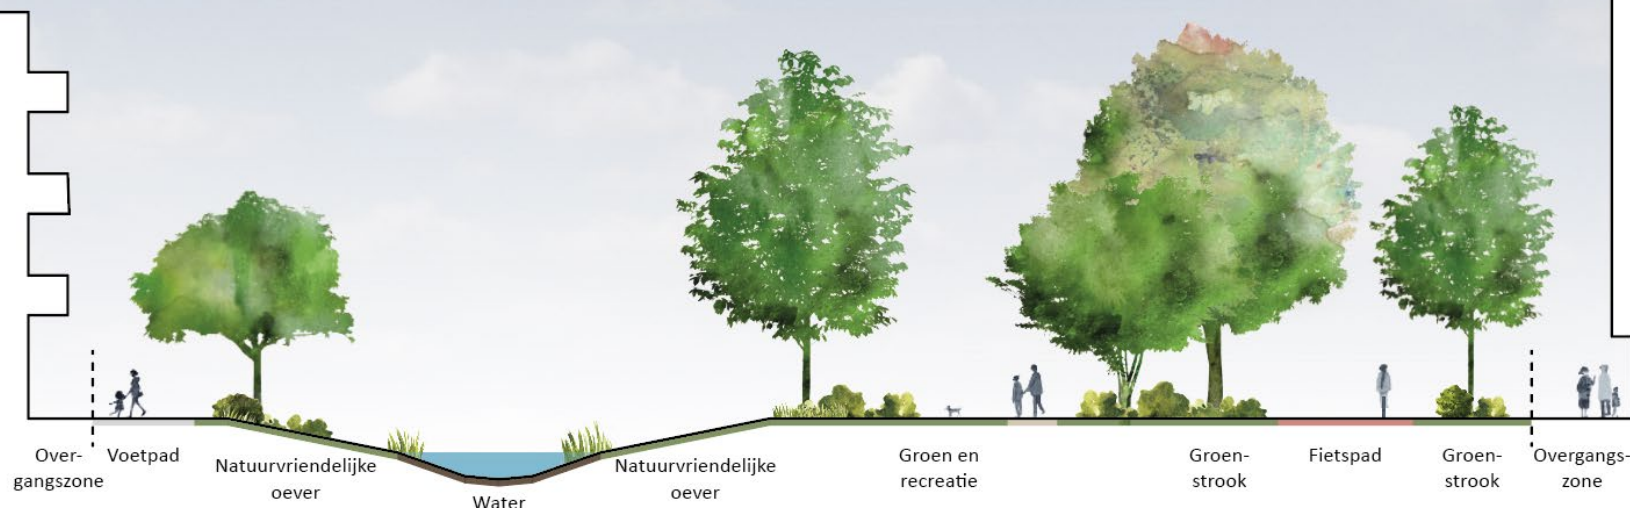 Over-
gangszone
Voetpad
Natuurvriendelijke
oever
Water
Natuurvriendelijke
oever
Groen en
recreatie
Groen-
strook
Fietspad
Groen-
strook
Overgangs-
zone